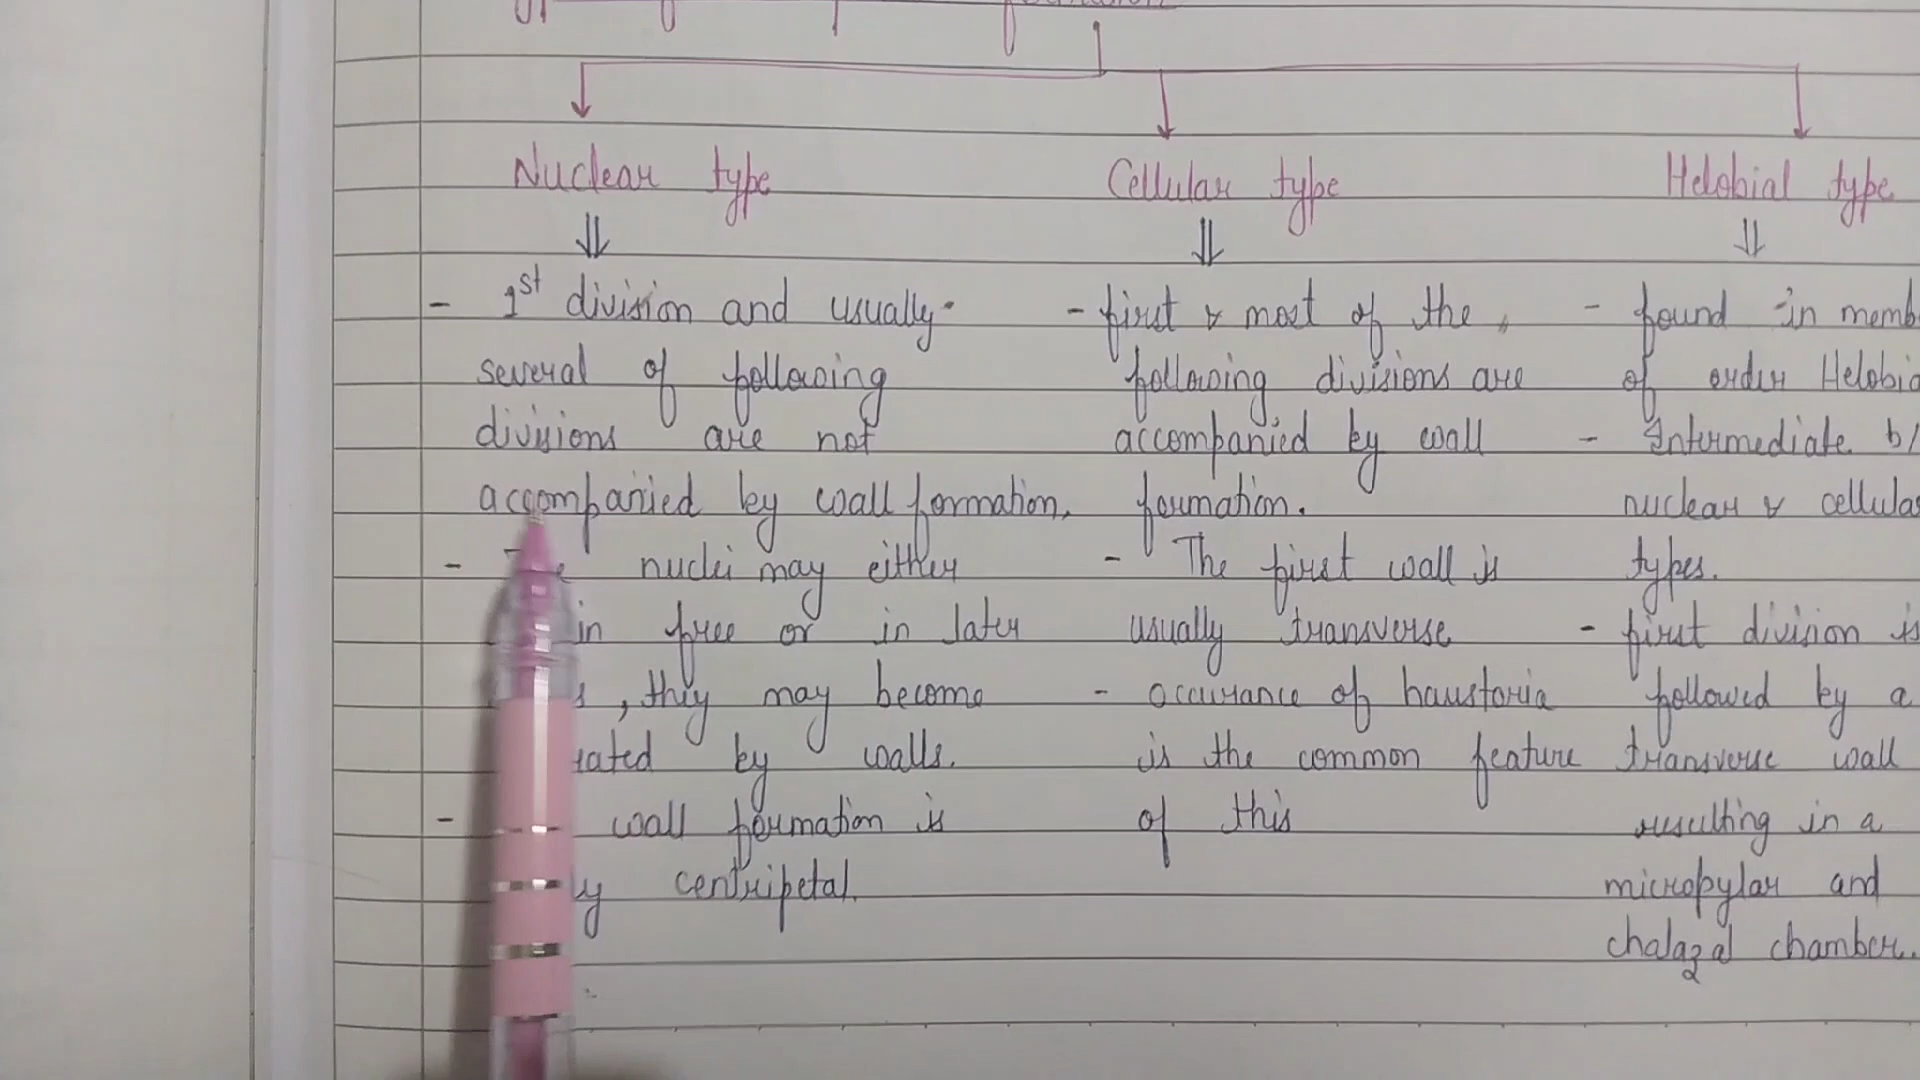 Nuclear type
Cellular type
Helobial type
- 1st division and usually
several of following
divisions are not
accompanied by wall formation.
- nuclei may either
free or in later
, they may become
by walls.
- wall formation is
centripetal.
- first & most of the
following divisions are
accompanied by wall
formation.
- The first wall is
usually transverse
- occurance of haustoria
is the common feature
of this
- found in
of order
- Intermediate b/
nuclear &
types.
- first division is
followed by a
transverse wall
resulting in a
micropylar and
chalazal chamber.